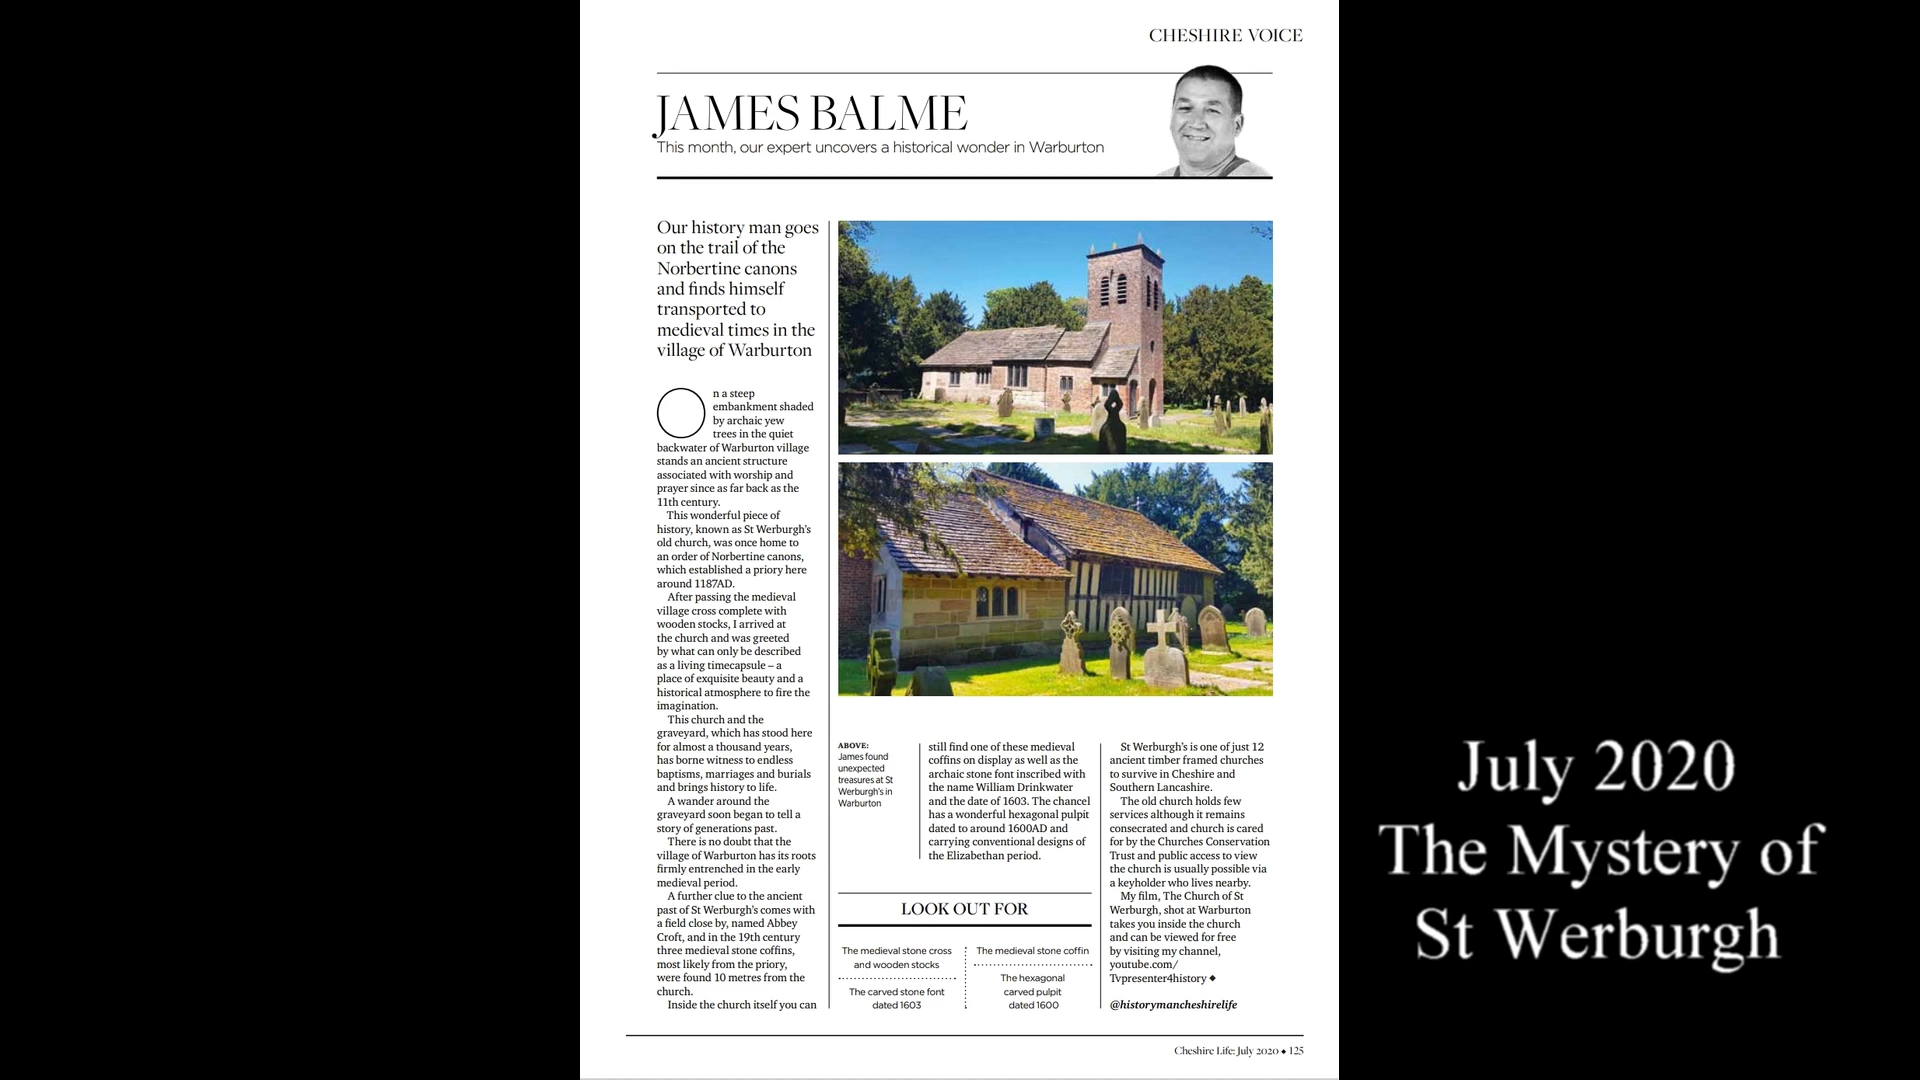 CHESHIRE VOICE
JAMES BALME
This month, our expert uncovers a historical wonder in Warburton
Our history man goes
on the trail of the
Norbertine canons
and finds himself
transported to
medieval times in the
village of Warburton
On a steep
embankment shaded
by archaic yew
trees in the quiet
backwater of Warburton village
stands an ancient structure
associated with worship and
prayer since as far back as the
11th century.
This wonderful piece of
history, known as St Werburgh's
old church, was once home to
an order of Norbertine canons,
which established a priory here
around 1187AD.
After passing the medieval
village cross complete with
wooden stocks, I arrived at
the church and was greeted
by what can only be described
as a living timecapsule – a
place of exquisite beauty and a
historical atmosphere to fire the
imagination.
This church and the
graveyard, which has stood here
for almost a thousand years,
has borne witness to endless
baptisms, marriages and burials
and brings history to life.
A wander around the
graveyard soon began to tell a
story of generations past.
There is no doubt that the
village of Warburton has its roots
firmly entrenched in the early
medieval period.
A further clue to the ancient
past of St Werburgh's comes with
a field close by, named Abbey
Croft, and in the 19th century
three medieval stone coffins,
most likely from the priory,
were found 10 metres from the
church.
Inside the church itself you can
ABOVE:
James found
unexpected
treasures at St
Werburgh's in
Warburton
still find one of these medieval
coffins on display as well as the
archaic stone font inscribed with
the name William Drinkwater
and the date of 1603. The chancel
has a wonderful hexagonal pulpit
dated to around 1600AD and
carrying conventional designs of
the Elizabethan period.
LOOK OUT FOR
The medieval stone cross
and wooden stocks
The carved stone font
dated 1603
The medieval stone coffin
The hexagonal
carved pulpit
dated 1600
St Werburgh's is one of just 12
ancient timber framed churches
to survive in Cheshire and
Southern Lancashire.
The old church holds few
services although it remains
consecrated and church is cared
for by the Churches Conservation
Trust and public access to view
the church is usually possible via
a keyholder who lives nearby.
My film, The Church of St
Werburgh, shot at Warburton
takes you inside the church
and can be viewed for free
by visiting my channel,
youtube.com/
Tvpresenter4history ◆
@historymancheshirelife
Cheshire Life: July 2020 ◆ 125
July 2020
The Mystery of
St Werburgh